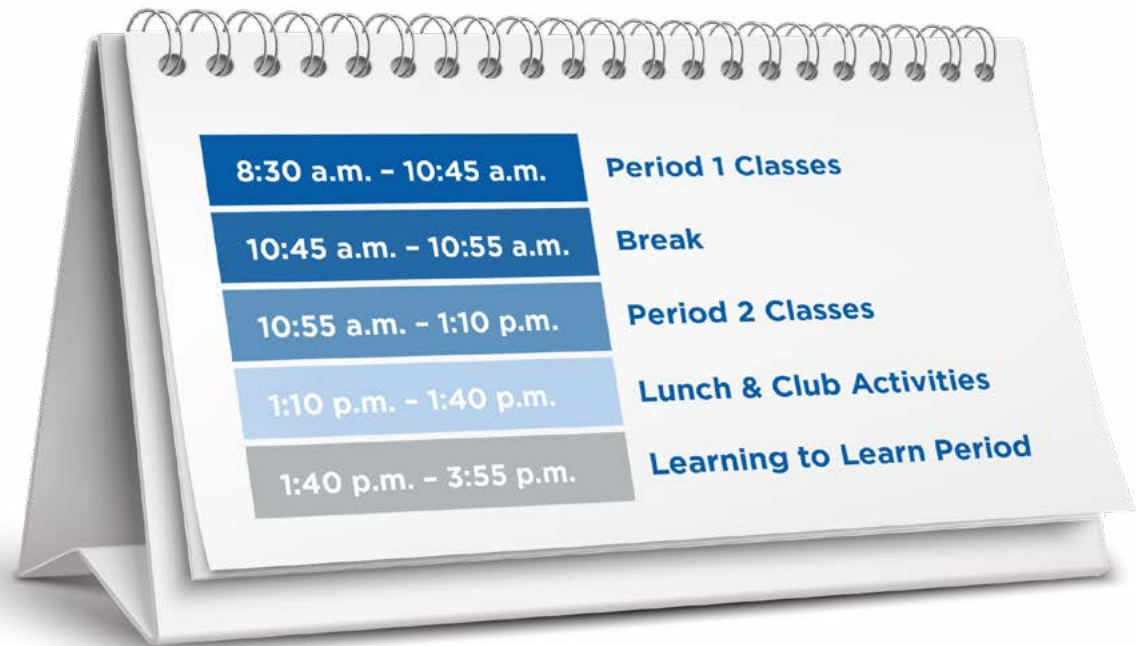 8:30 a.m. – 10:45 a.m. Period 1 Classes
10:45 a.m. – 10:55 a.m. Break
10:55 a.m. – 1:10 p.m. Period 2 Classes
1:10 p.m. – 1:40 p.m. Lunch & Club Activities
1:40 p.m. – 3:55 p.m. Learning to Learn Period